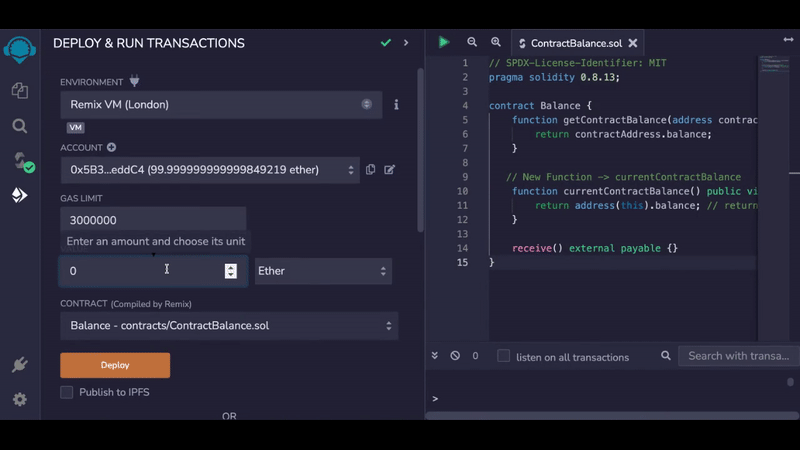 DEPLOY & RUN TRANSACTIONS
ENVIRONMENT
Remix VM (London)
VM
ACCOUNT
0x5B3...eddC4 (99.999999999999849219 ether)
GAS LIMIT
3000000
Enter an amount and choose its unit
0
Ether
CONTRACT (Compiled by Remix)
Balance - contracts/ContractBalance.sol
Deploy
Publish to IPFS
OR
ContractBalance.sol
1 // SPDX-License-Identifier: MIT
2 pragma solidity 0.8.13;
3
4 contract Balance {
5 function getContractBalance(address contrac
6 return contractAddress.balance;
7 }
8
9 // New Function -> currentContractBalance
10 function currentContractBalance() public vi
11 return address(this).balance; // return
12 }
13
14 receive() external payable {}
15 }
0
listen on all transactions
Search with transa...
>